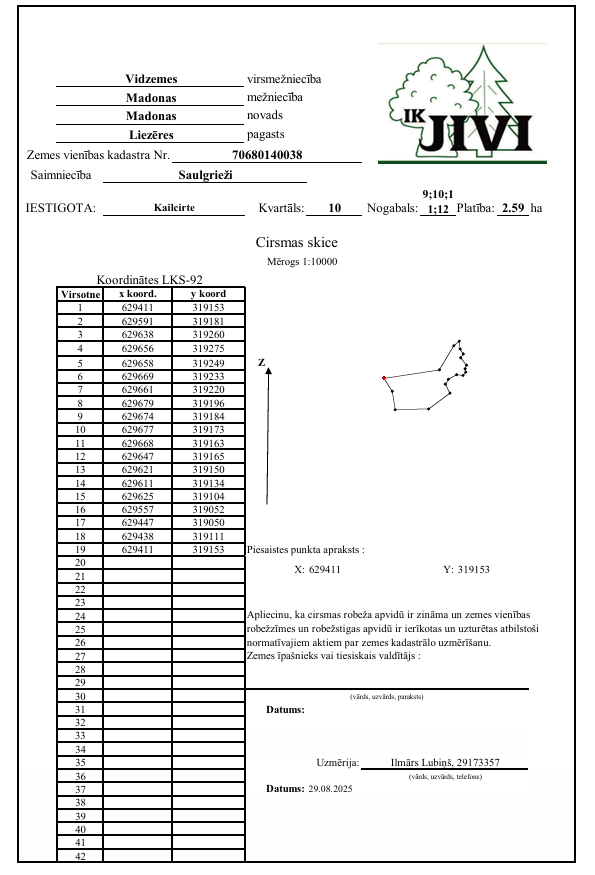 Vidzemes virsmežniecība
Madonas mežniecība
Madonas novads
Liezēres pagasts
IK JIVI
Zemes vienības kadastra Nr. 70680140038
Saimniecība Saulgrieži
IESTIGOTA: Kailcirte Kvartāls: 10 Nogabals: 9;10;1
1;12 Platība: 2.59 ha
Cirsmas skice
Mērogs 1:10000
Koordinātes LKS-92
Virsotne x koord. y koord
1 629411 319153
2 629591 319181
3 629638 319260
4 629656 319275
5 629658 319249
6 629669 319233
7 629661 319220
8 629679 319196
9 629674 319184
10 629677 319173
11 629668 319163
12 629647 319165
13 629621 319150
14 629611 319134
15 629625 319104
16 629557 319052
17 629447 319050
18 629438 319111
19 629411 319153
20
21
22
23
24
25
26
27
28
29
30
31
32
33
34
35
36
37
38
39
40
41
42
Z
Piesaistes punkta apraksts :
X: 629411 Y: 319153
Apliecinu, ka cirsmas robeža apvidū ir zināma un zemes vienības
robežzīmes un robežstigas apvidū ir ierīkotas un uzturētas atbilstoši
normatīvajiem aktiem par zemes kadastrālo uzmērīšanu.
Zemes īpašnieks vai tiesiskais valdītājs :
(vārds, uzvārds, paraksts)
Datums:
Uzmērija: Ilmārs Lubiņš, 29173357
(vārds, uzvārds, telefons)
Datums: 29.08.2025